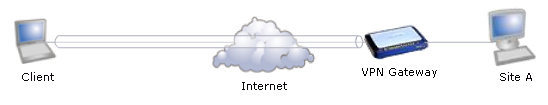 Client
Internet
VPN Gateway
Site A